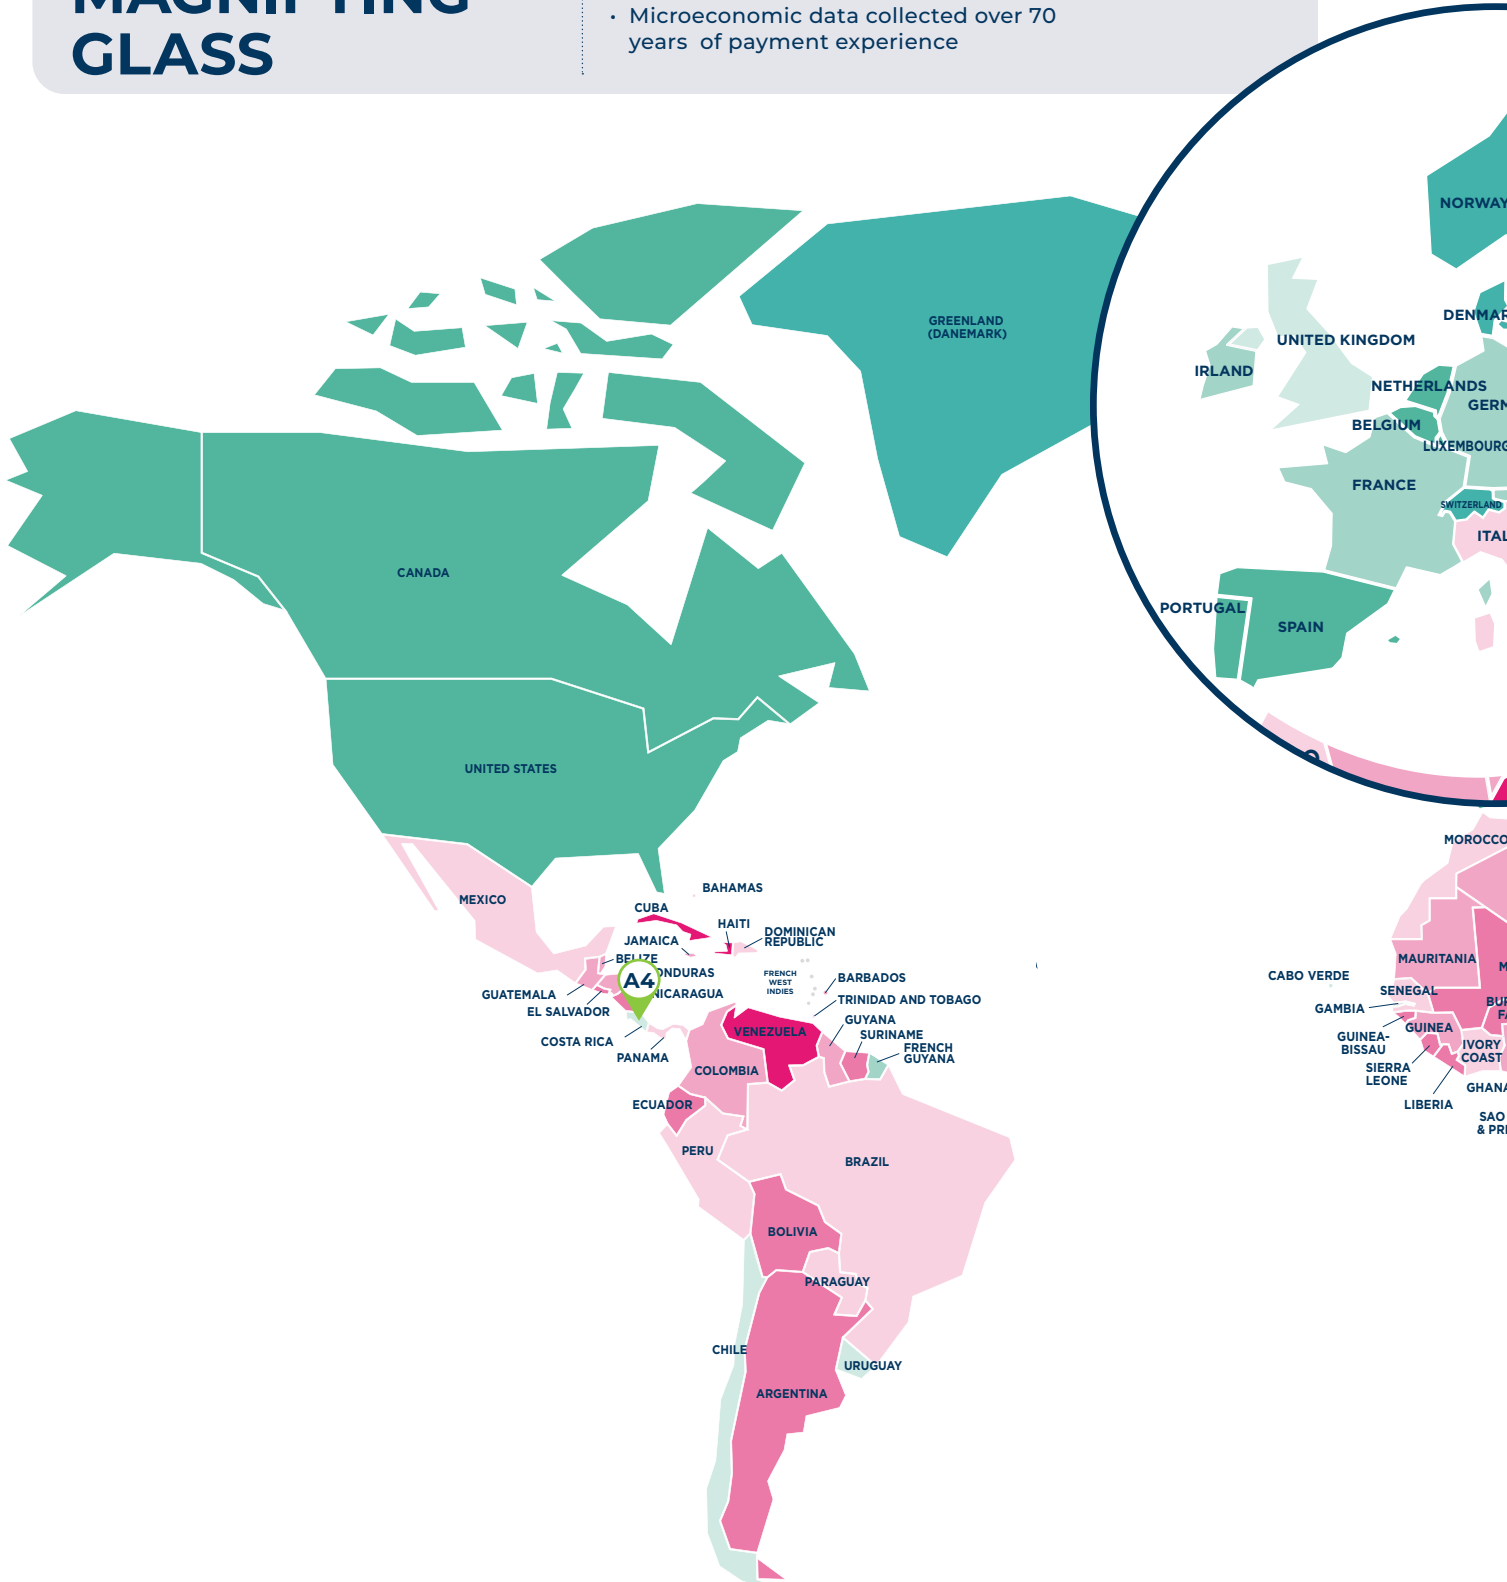 MAGNIFYING
GLASS
• Microeconomic data collected over 70
years of payment experience
NORWAY
GREENLAND
(DANEMARK)
UNITED KINGDOM
IRLAND
NETHERLANDS
BELGIUM
LUXEMBOURG
FRANCE
SWITZERLAND
PORTUGAL
SPAIN
CANADA
UNITED STATES
MEXICO
BAHAMAS
CUBA
HAITI
DOMINICAN
REPUBLIC
JAMAICA
BELIZE
A4
NICARAGUA
GUATEMALA
EL SALVADOR
COSTA RICA
PANAMA
FRENCH
WEST
INDIES
BARBADOS
TRINIDAD AND TOBAGO
VENEZUELA
GUYANA
SURINAME
FRENCH
GUYANA
COLOMBIA
ECUADOR
PERU
BRAZIL
BOLIVIA
PARAGUAY
CHILE
URUGUAY
ARGENTINA
MOROCCO
MAURITANIA
CABO VERDE
SENEGAL
GAMBIA
GUINEA-
BISSAU
GUINEA
SIERRA
LEONE
IVORY
COAST
LIBERIA
GHANA
SAO